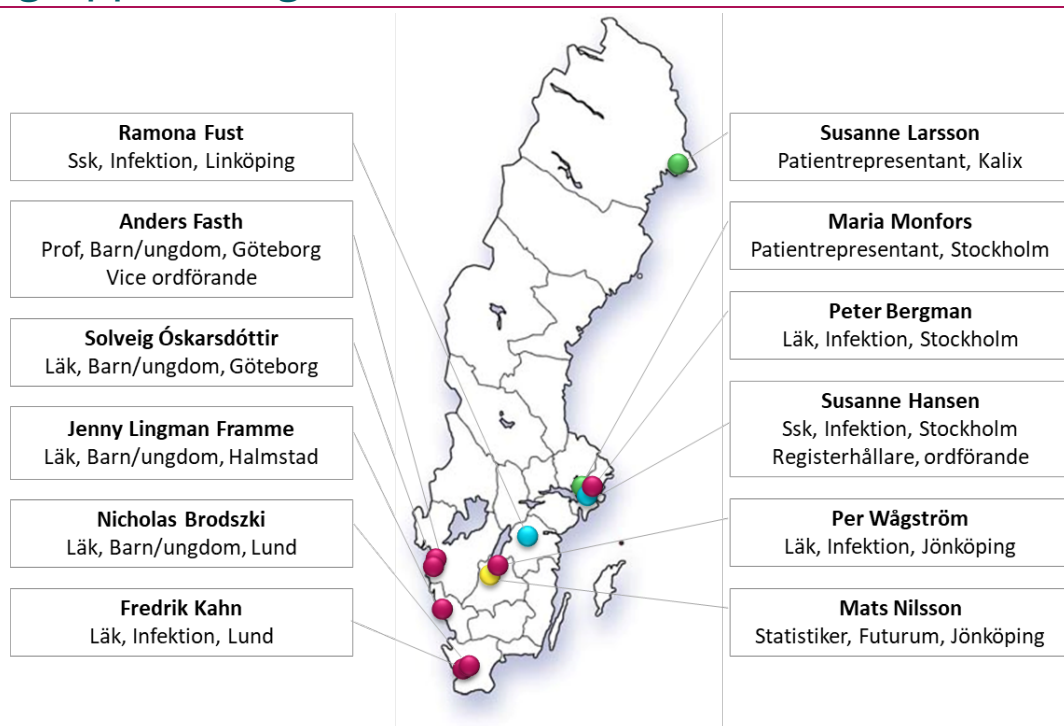 Ramona Fust
Ssk, Infektion, Linköping
Anders Fasth
Prof, Barn/ungdom, Göteborg
Vice ordförande
Solveig Óskarsdóttir
Läk, Barn/ungdom, Göteborg
Jenny Lingman Framme
Läk, Barn/ungdom, Halmstad
Nicholas Brodszki
Läk, Barn/ungdom, Lund
Fredrik Kahn
Läk, Infektion, Lund
Susanne Larsson
Patientrepresentant, Kalix
Maria Monfors
Patientrepresentant, Stockholm
Peter Bergman
Läk, Infektion, Stockholm
Susanne Hansen
Ssk, Infektion, Stockholm
Registerhållare, ordförande
Per Wågström
Läk, Infektion, Jönköping
Mats Nilsson
Statistiker, Futurum, Jönköping